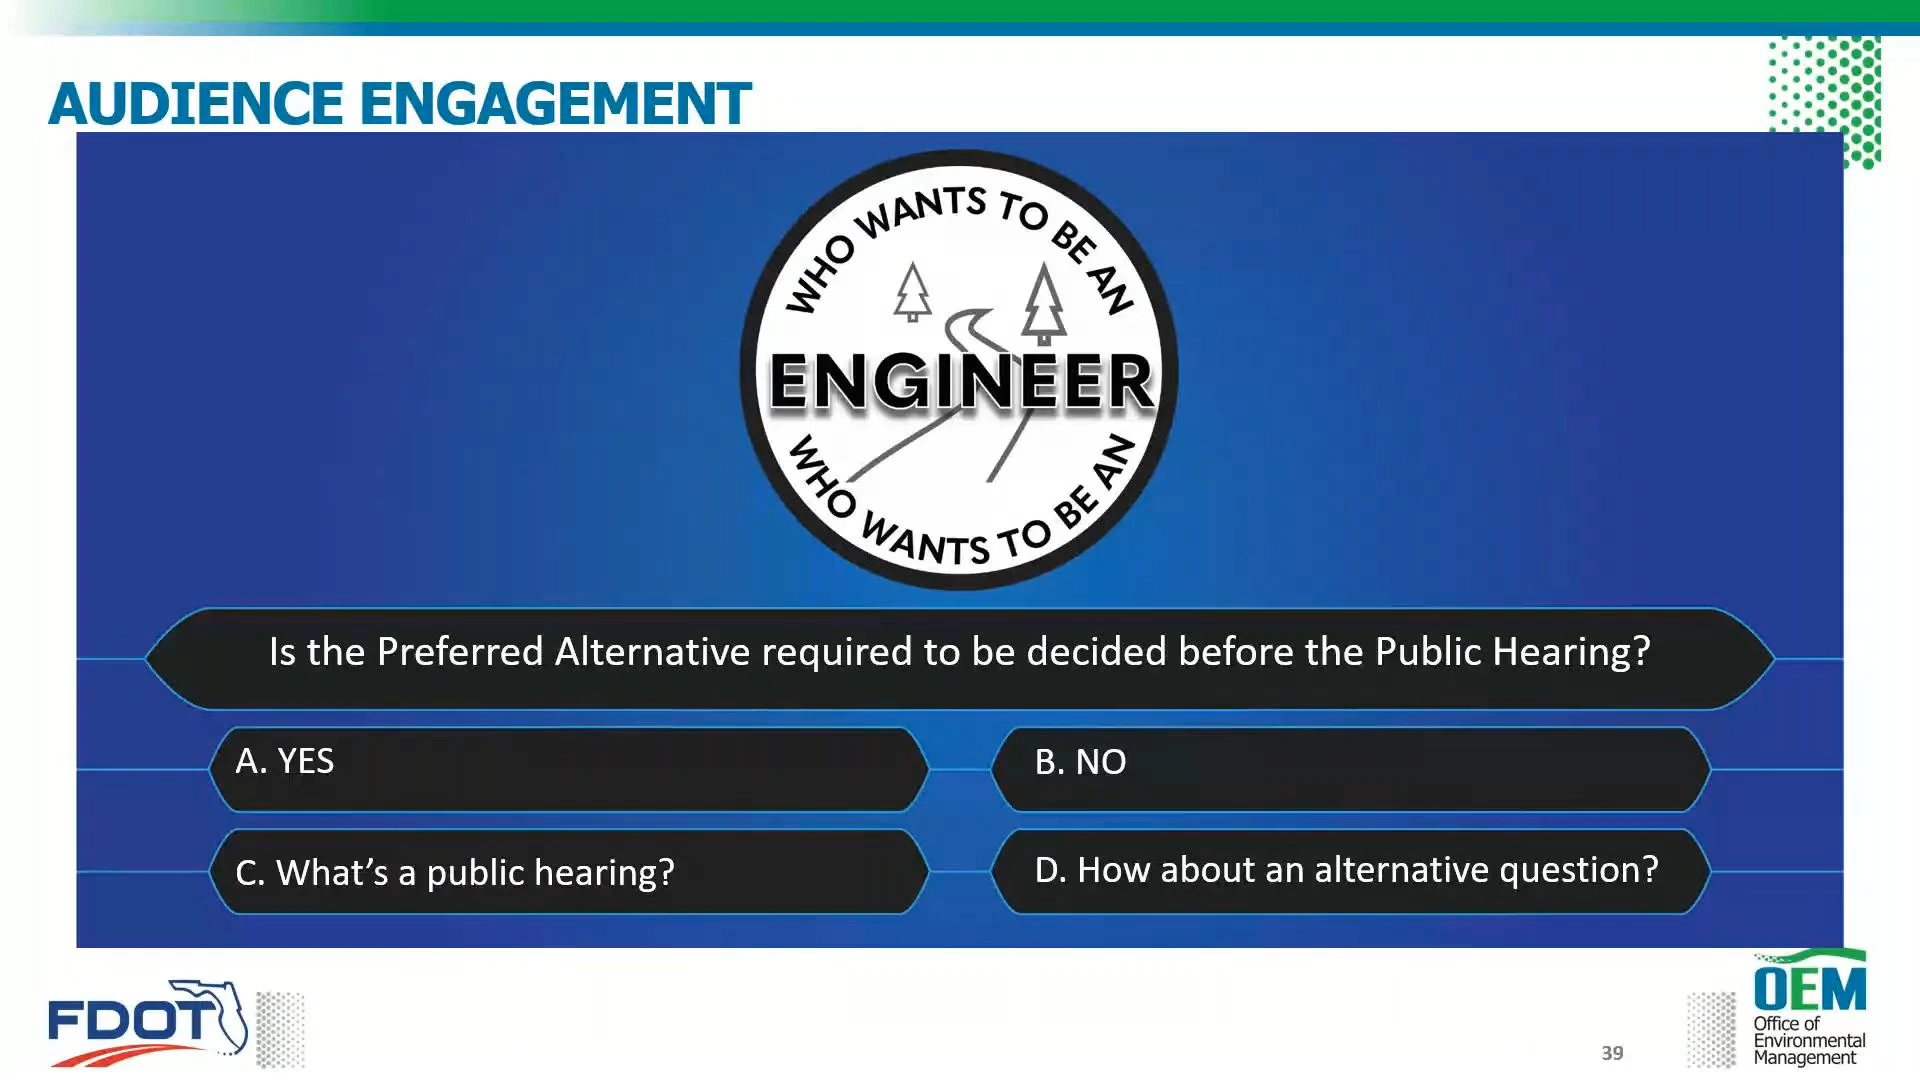 AUDIENCE ENGAGEMENT
WHO WANTS TO BE AN
ENGINEER
WHO WANTS TO BE AN
Is the Preferred Alternative required to be decided before the Public Hearing?
A. YES
B. NO
C. What’s a public hearing?
D. How about an alternative question?
FDOT
39
OEM
Office of
Environmental
Management